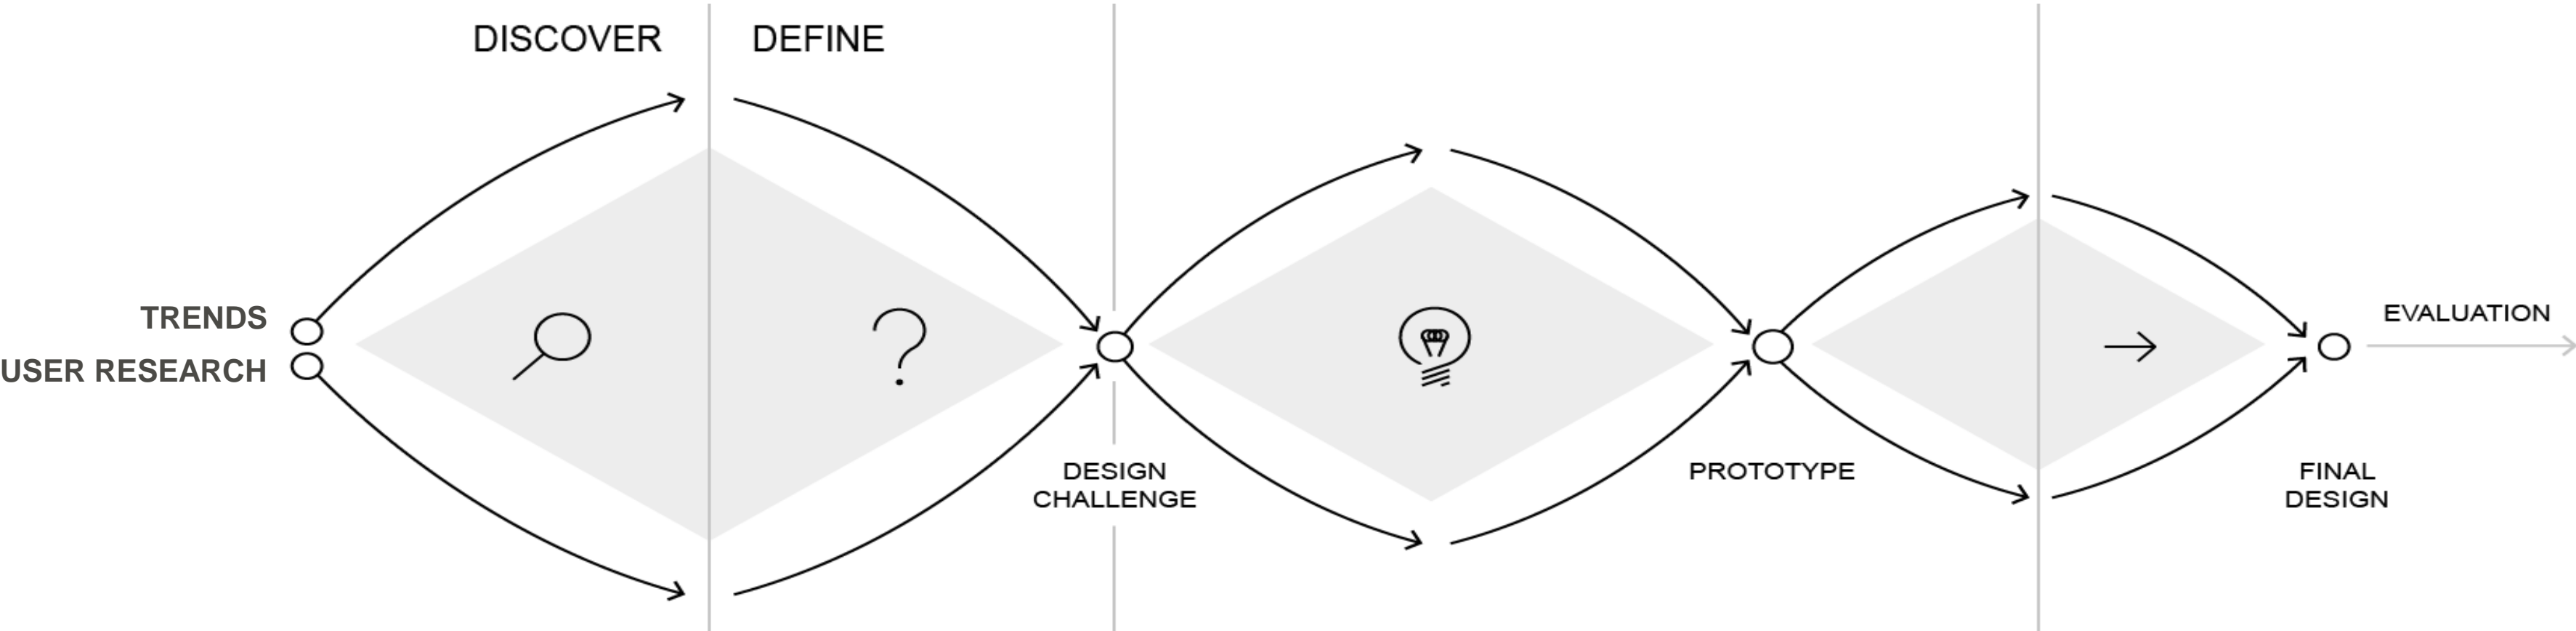 DISCOVER
DEFINE
TRENDS
USER RESEARCH
?
DESIGN
CHALLENGE
PROTOTYPE
FINAL
DESIGN
EVALUATION